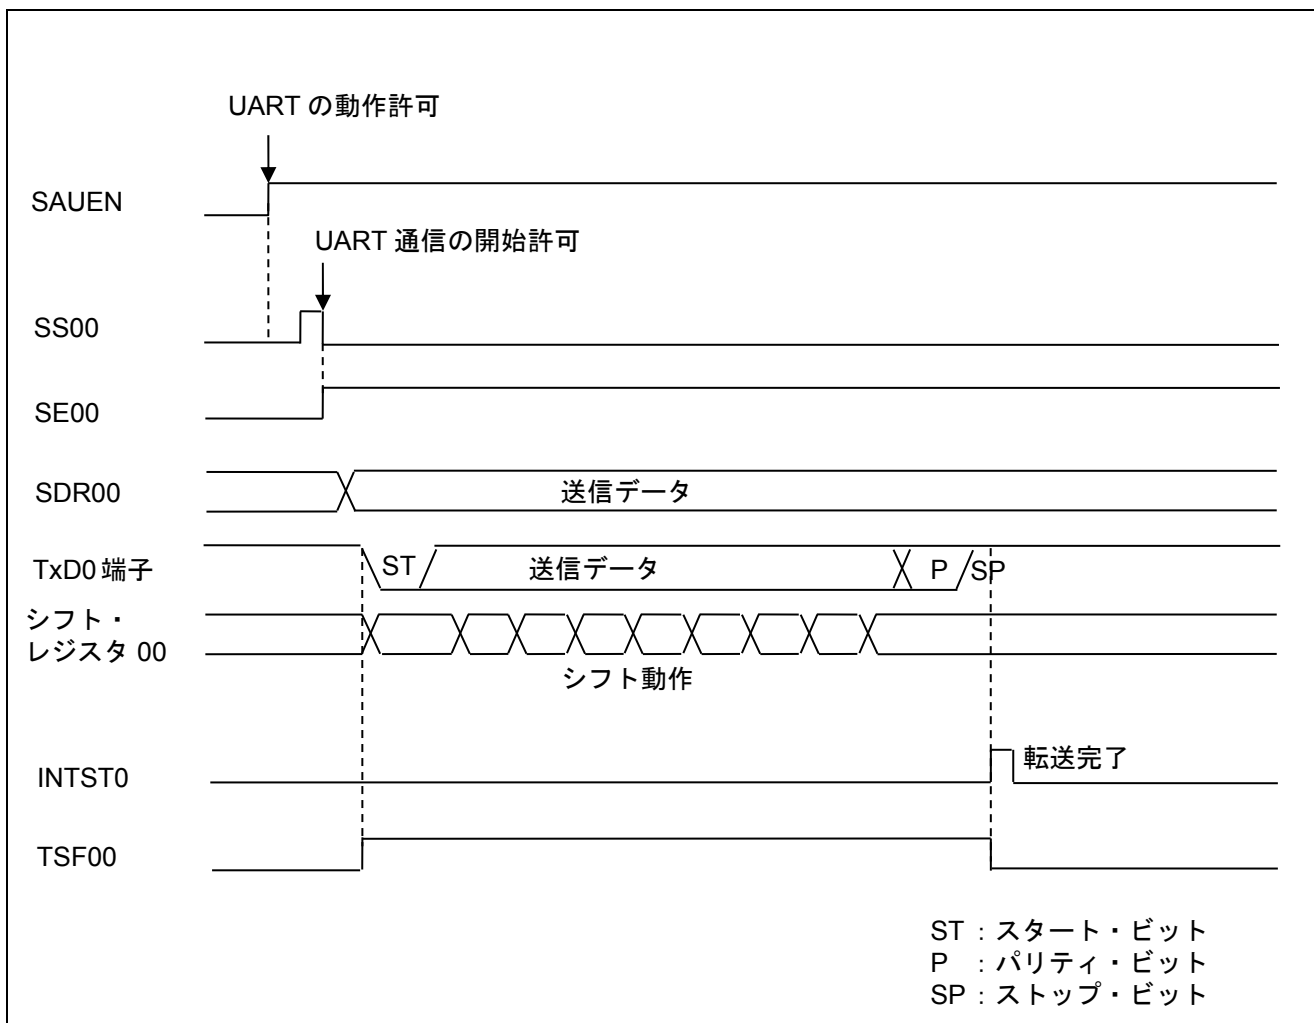 UART の動作許可
SAUEN
UART 通信の開始許可
SS00
SE00
SDR00
送信データ
TxD0 端子
ST
送信データ
P
SP
シフト・
レジスタ 00
シフト動作
INTST0
転送完了
TSF00
ST : スタート・ビット
P : パリティ・ビット
SP : ストップ・ビット